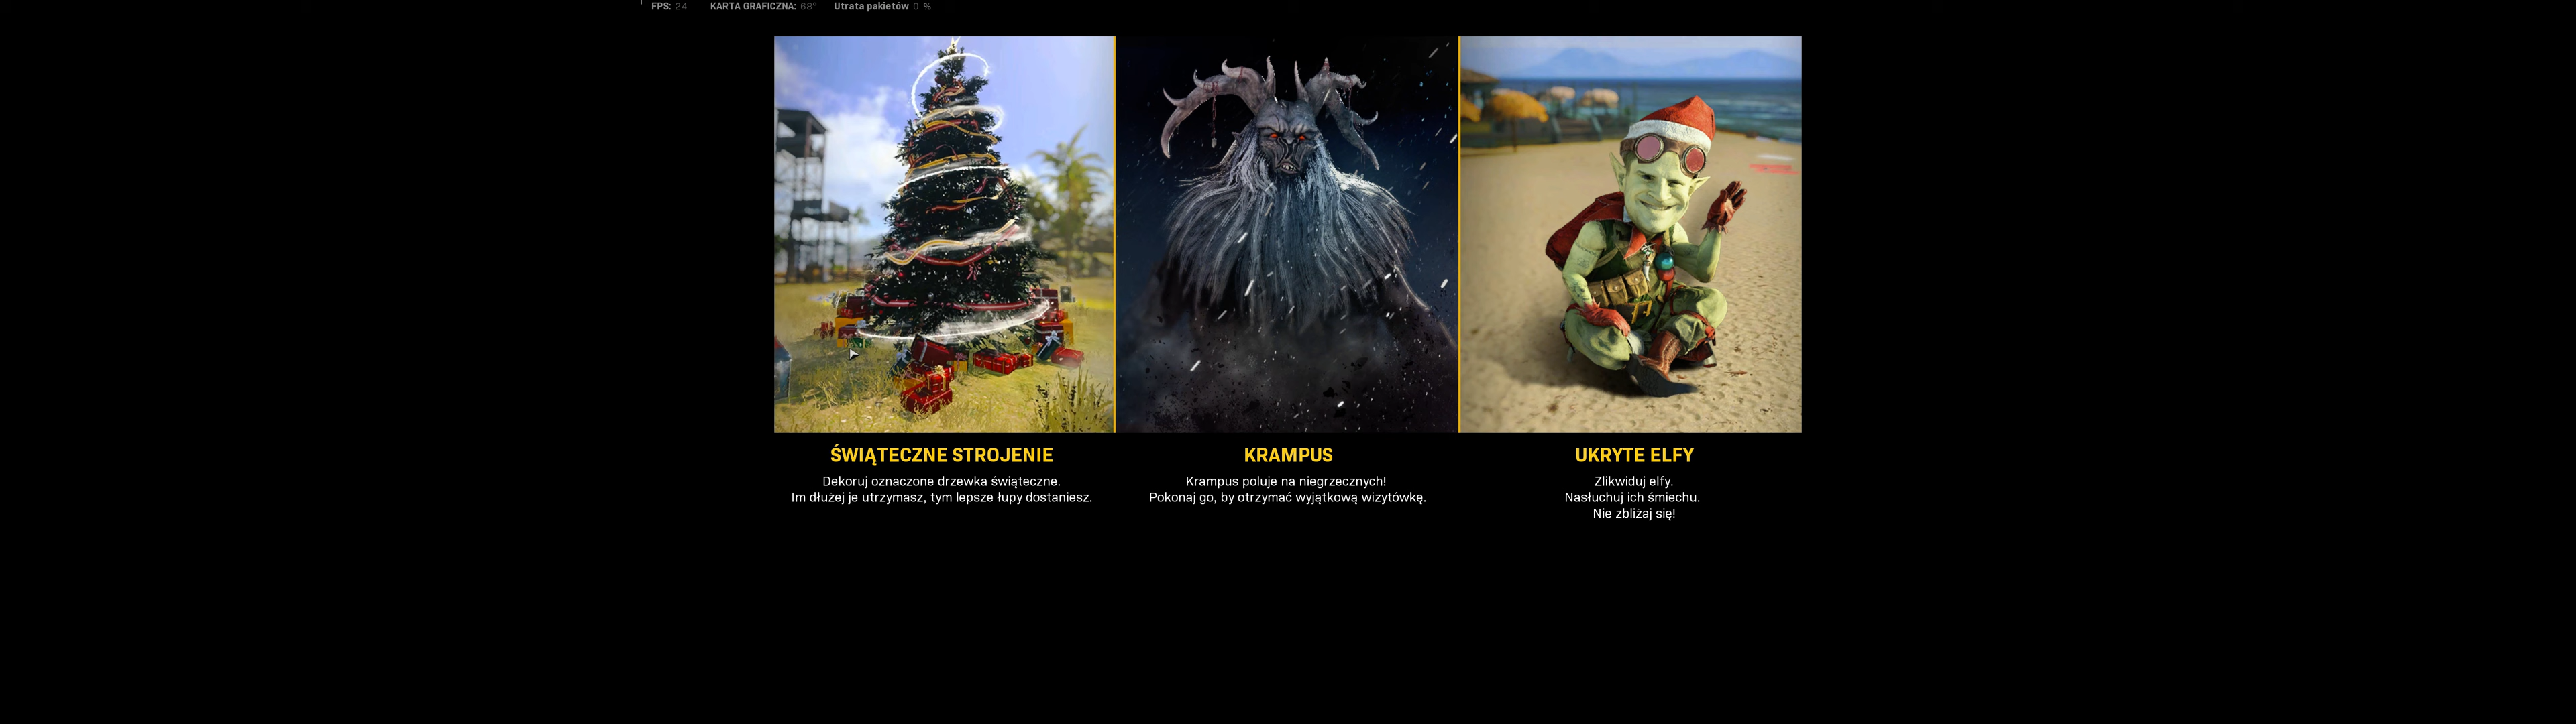 FPS: 24 KARTA GRAFICZNA: 68° Utrata pakietów 0 %
ŚWIĄTECZNE STROJENIE
Dekoruj oznaczone drzewka świąteczne.
Im dłużej je utrzymasz, tym lepsze łupy dostaniesz.
KRAMPUS
Krampus poluje na niegrzecznych!
Pokonaj go, by otrzymać wyjątkową wizytówkę.
UKRYTE ELFY
Zlikwiduj elfy.
Nasłuchuj ich śmiechu.
Nie zbliżaj się!